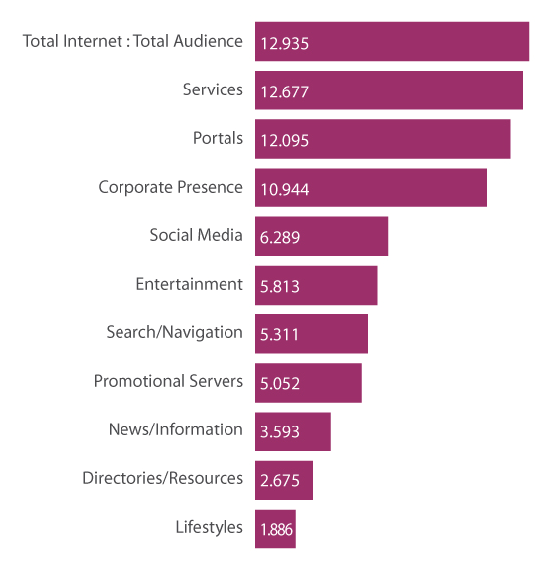 Total Internet : Total Audience 12.935
Services 12.677
Portals 12.095
Corporate Presence 10.944
Social Media 6.289
Entertainment 5.813
Search/Navigation 5.311
Promotional Servers 5.052
News/Information 3.593
Directories/Resources 2.675
Lifestyles 1.886